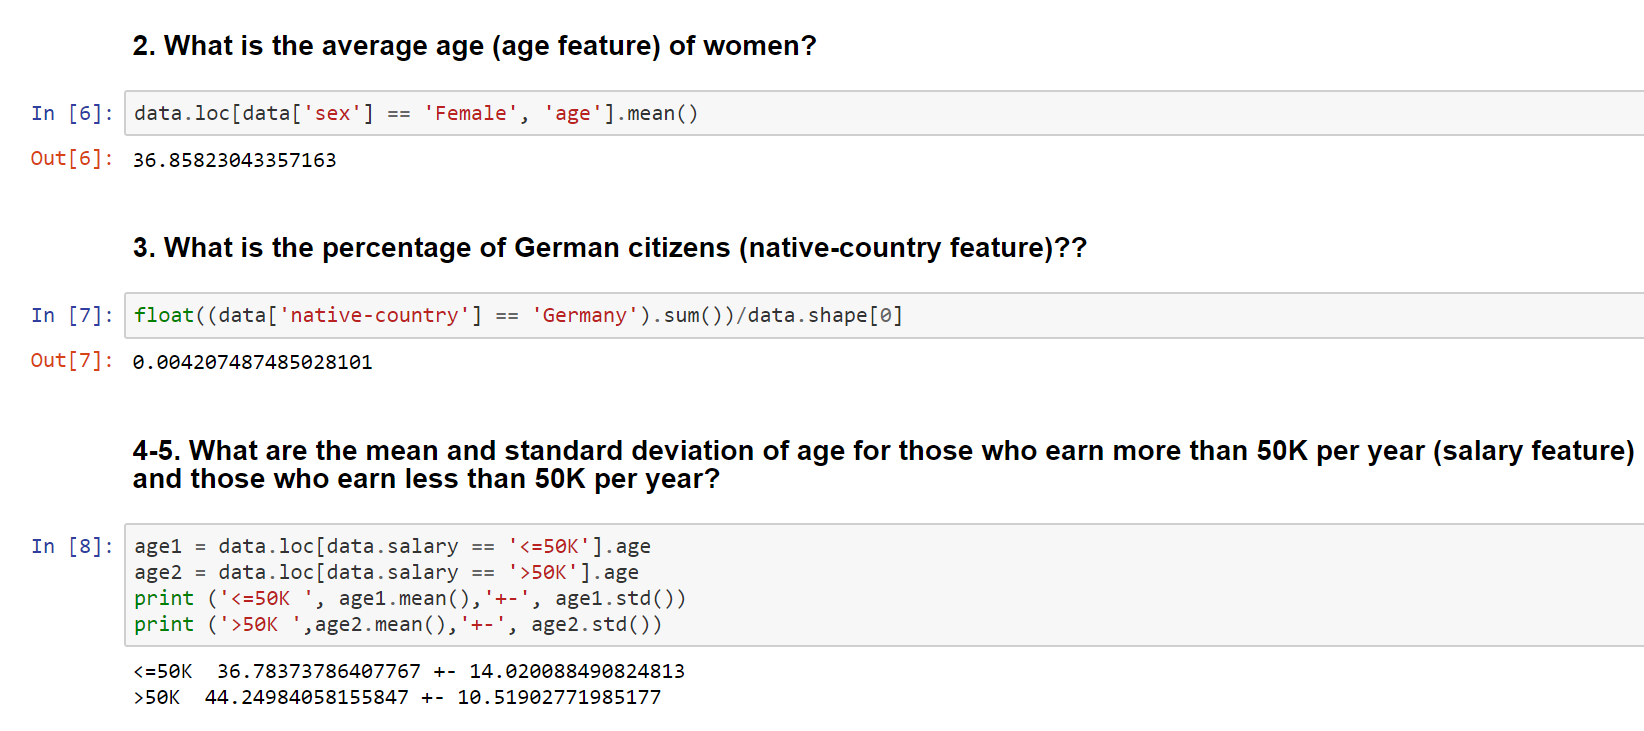 2. What is the average age (age feature) of women?
In [6]: data.loc[data['sex'] == 'Female', 'age'].mean()
Out[6]: 36.85823043357163
3. What is the percentage of German citizens (native-country feature)??
In [7]: float((data['native-country'] == 'Germany').sum())/data.shape[0]
Out[7]: 0.004207487485028101
4-5. What are the mean and standard deviation of age for those who earn more than 50K per year (salary feature)
and those who earn less than 50K per year?
In [8]: age1 = data.loc[data.salary == '<=50K'].age
age2 = data.loc[data.salary == '>50K'].age
print ('<=50K ', age1.mean(),'+-', age1.std())
print ('>50K ',age2.mean(),'+-', age2.std())
<=50K  36.78373786407767 +- 14.020088490824813
>50K  44.24984058155847 +- 10.51902771985177